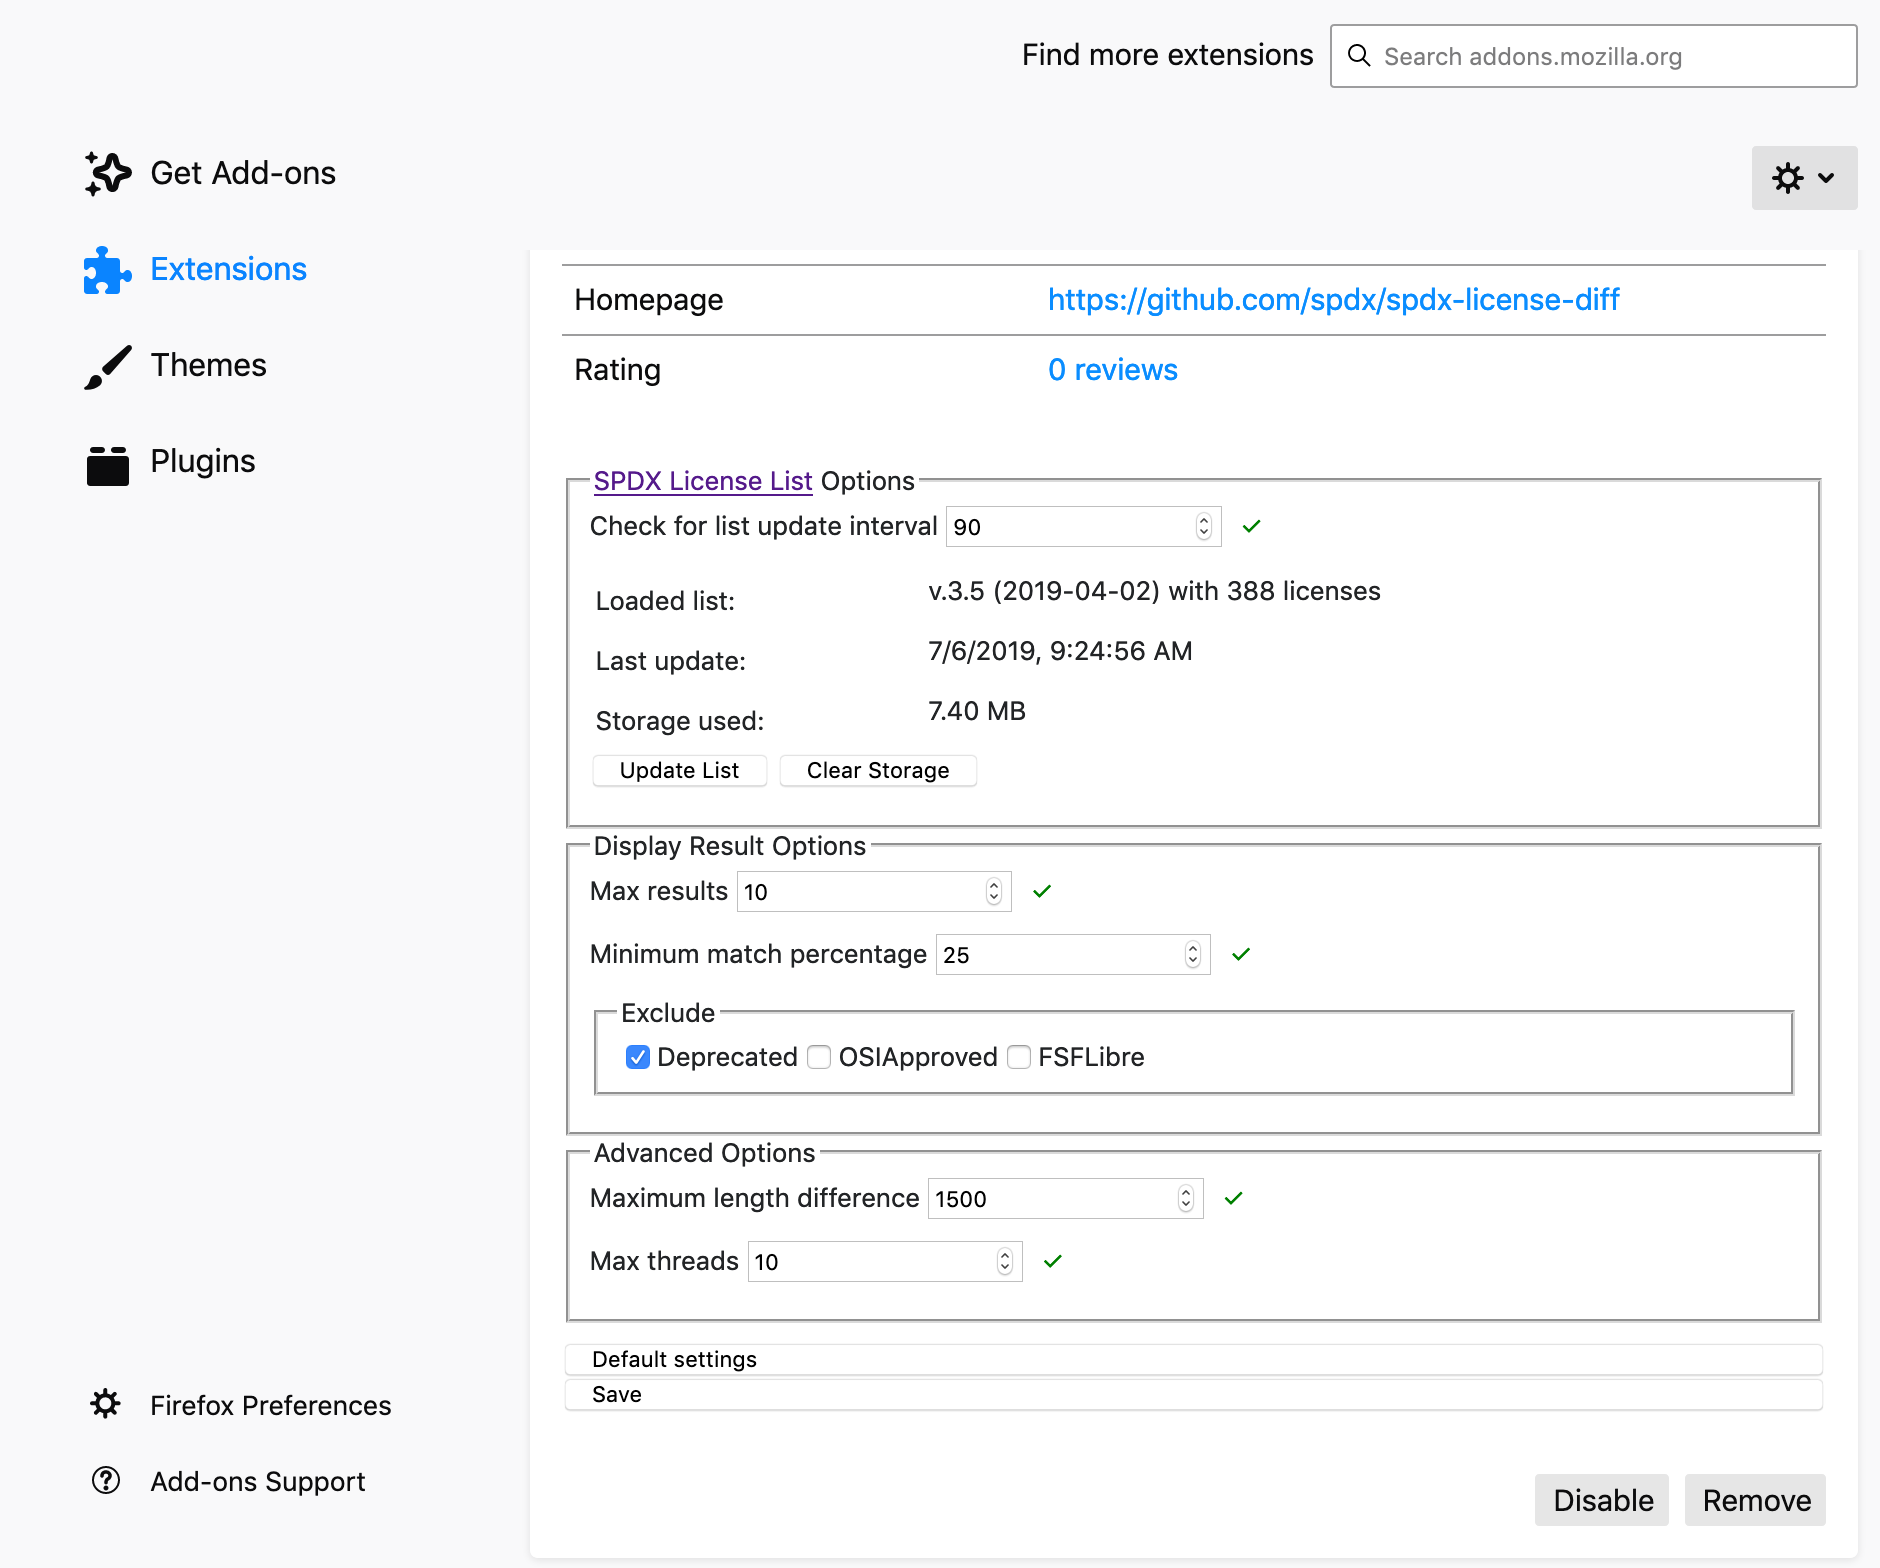 Find more extensions
Search addons.mozilla.org
Get Add-ons
Extensions
Themes
Plugins
Homepage https://github.com/spdx/spdx-license-diff
Rating 0 reviews
SPDX License List Options
Check for list update interval 90
Loaded list: v.3.5 (2019-04-02) with 388 licenses
Last update: 7/6/2019, 9:24:56 AM
Storage used: 7.40 MB
Update List Clear Storage
Display Result Options
Max results 10
Minimum match percentage 25
Exclude
Deprecated OSIApproved FSFLibre
Advanced Options
Maximum length difference 1500
Max threads 10
Default settings
Save
Firefox Preferences
Add-ons Support
Disable Remove